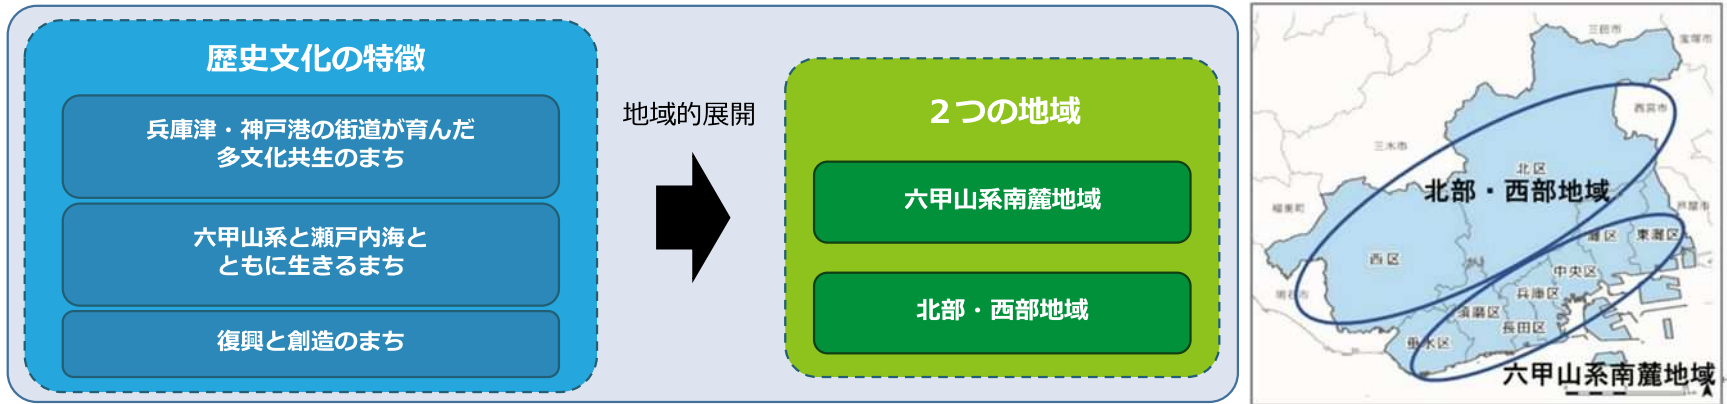 歴史文化の特徴
兵庫津・神戸港の街道が育んだ
多文化共生のまち
六甲山系と瀬戸内海と
ともに生きるまち
復興と創造のまち
地域的展開
２つの地域
六甲山系南麓地域
北部・西部地域
三田市
宝塚市
西宮市
三木市
北区
北部・西部地域
稲美町
芦屋市
灘区
東灘区
西区
中央区
明石市
兵庫区
須磨区
長田区
垂水区
六甲山系南麓地域